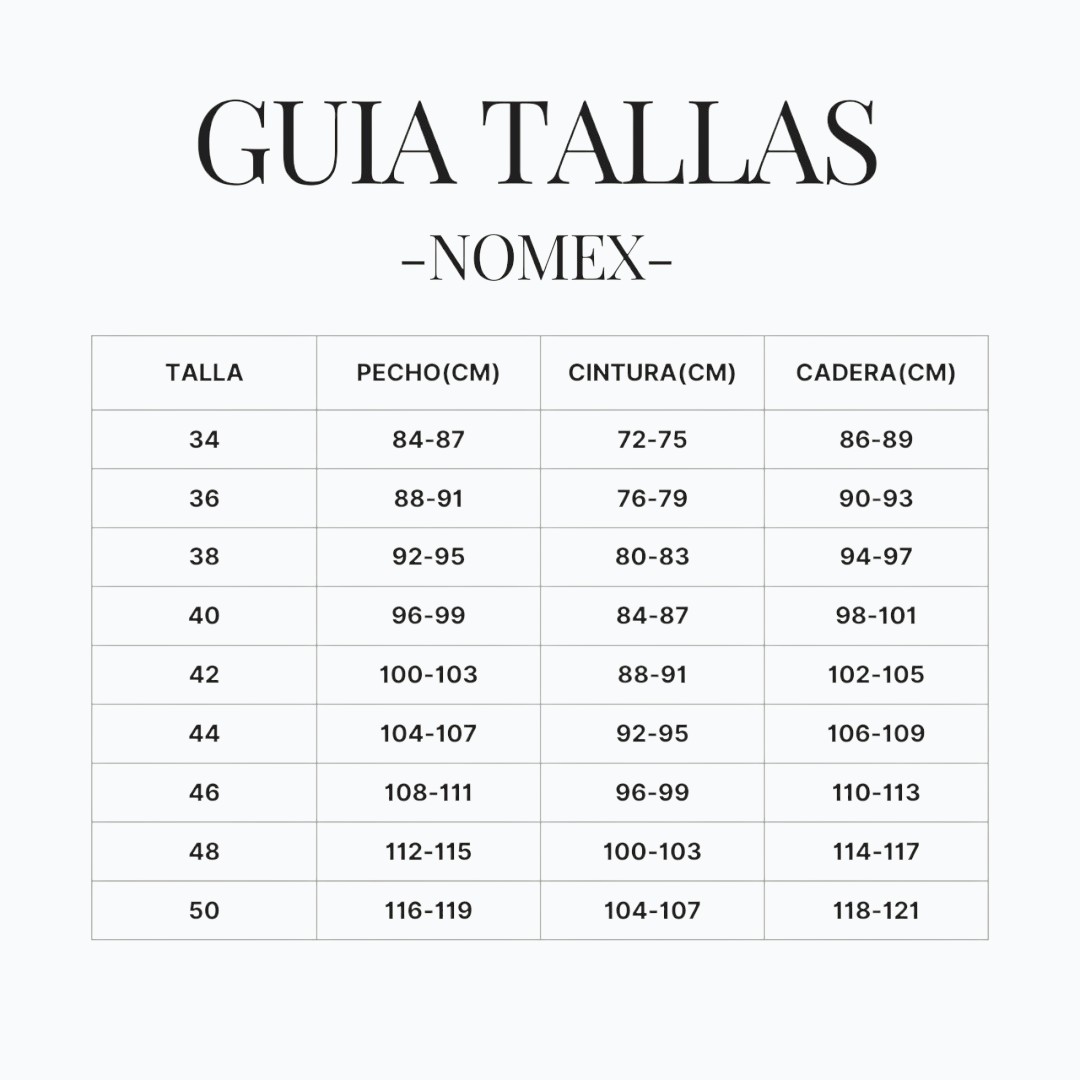 GUIA TALLAS
-NOMEX-
TALLA PECHO(CM) CINTURA(CM) CADERA(CM)
34 84-87 72-75 86-89
36 88-91 76-79 90-93
38 92-95 80-83 94-97
40 96-99 84-87 98-101
42 100-103 88-91 102-105
44 104-107 92-95 106-109
46 108-111 96-99 110-113
48 112-115 100-103 114-117
50 116-119 104-107 118-121